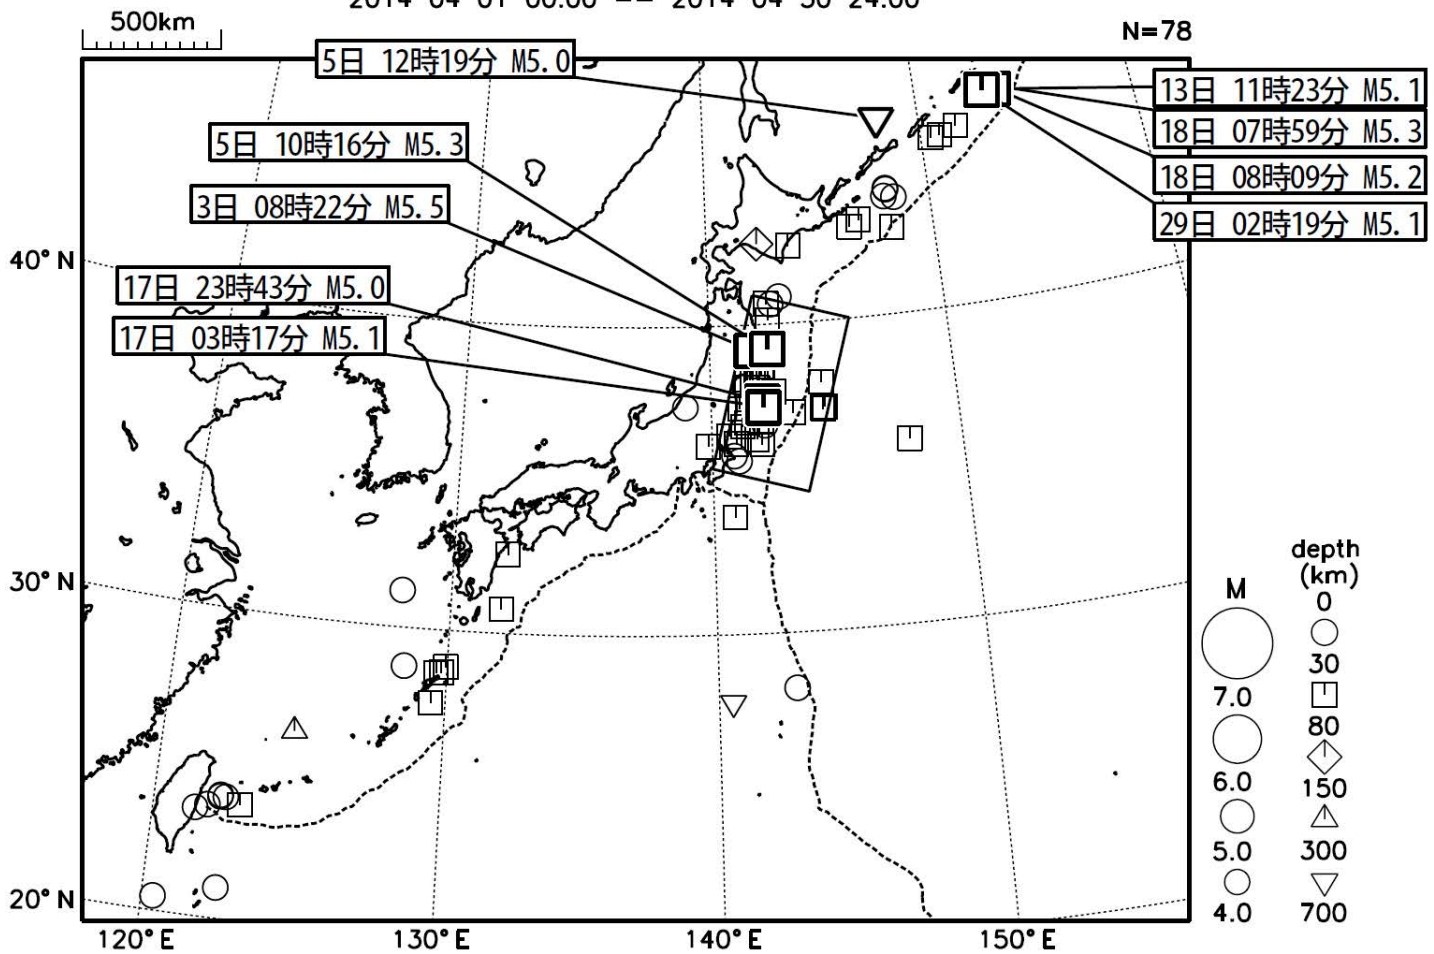 2014 04 01 00:00 -- 2014 04 30 24:00
500km
N=78
5日 12時19分 M5.0
13日 11時23分 M5.1
18日 07時59分 M5.3
5日 10時16分 M5.3
18日 08時09分 M5.2
3日 08時22分 M5.5
29日 02時19分 M5.1
40°N
17日 23時43分 M5.0
17日 03時17分 M5.1
30°N
20°N
120°E
130°E
140°E
150°E
M
7.0
6.0
5.0
4.0
depth
(km)
0
30
80
150
300
700